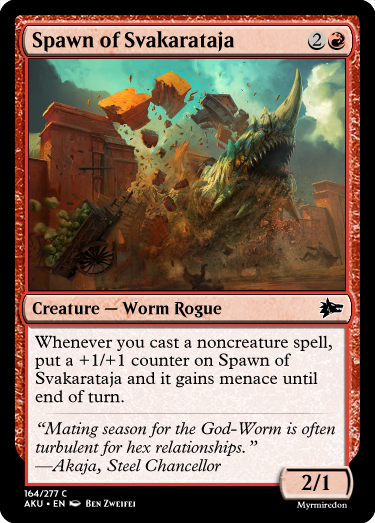 Spawn of Svakarataja 2
Creature — Worm Rogue
Whenever you cast a noncreature spell,
put a +1/+1 counter on Spawn of
Svakarataja and it gains menace until
end of turn.
“Mating season for the God-Worm is often
turbulent for hex relationships.”
—Akaja, Steel Chancellor
2/1
164/277 C
AKU • EN Ben Zweifei
Myrmiredon